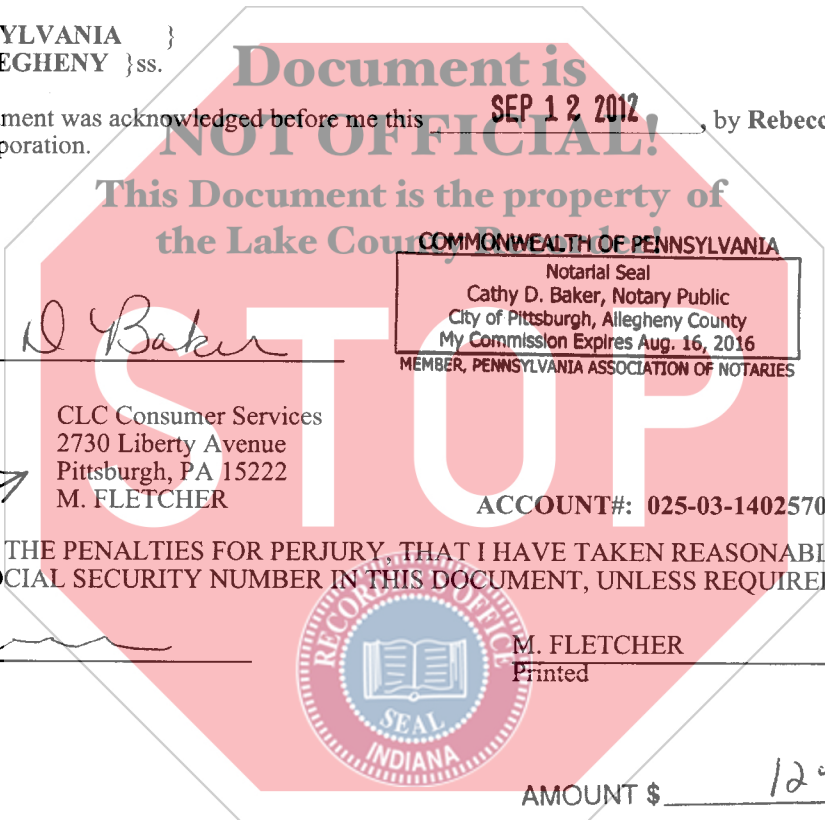 YLVANIA }
EGHENY }ss.
Document is
ment was acknowledged before me this SEP 12 2012, by Rebecc
poration.
NOT OFFICIAL!
This Document is the property of
the Lake County Recorder!
COMMONWEALTH OF PENNSYLVANIA
Notarial Seal
Cathy D. Baker, Notary Public
City of Pittsburgh, Allegheny County
My Commission Expires Aug. 16, 2016
MEMBER, PENNSYLVANIA ASSOCIATION OF NOTARIES
D Baker
STOP
CLC Consumer Services
2730 Liberty Avenue
Pittsburgh, PA 15222
M. FLETCHER
ACCOUNT#: 025-03-1402570
THE PENALTIES FOR PERJURY, THAT I HAVE TAKEN REASONABL
OCIAL SECURITY NUMBER IN THIS DOCUMENT, UNLESS REQUIRE
M. FLETCHER
Printed
RECORDER'S OFFICE
SEAL
INDIANA
AMOUNT $ 12